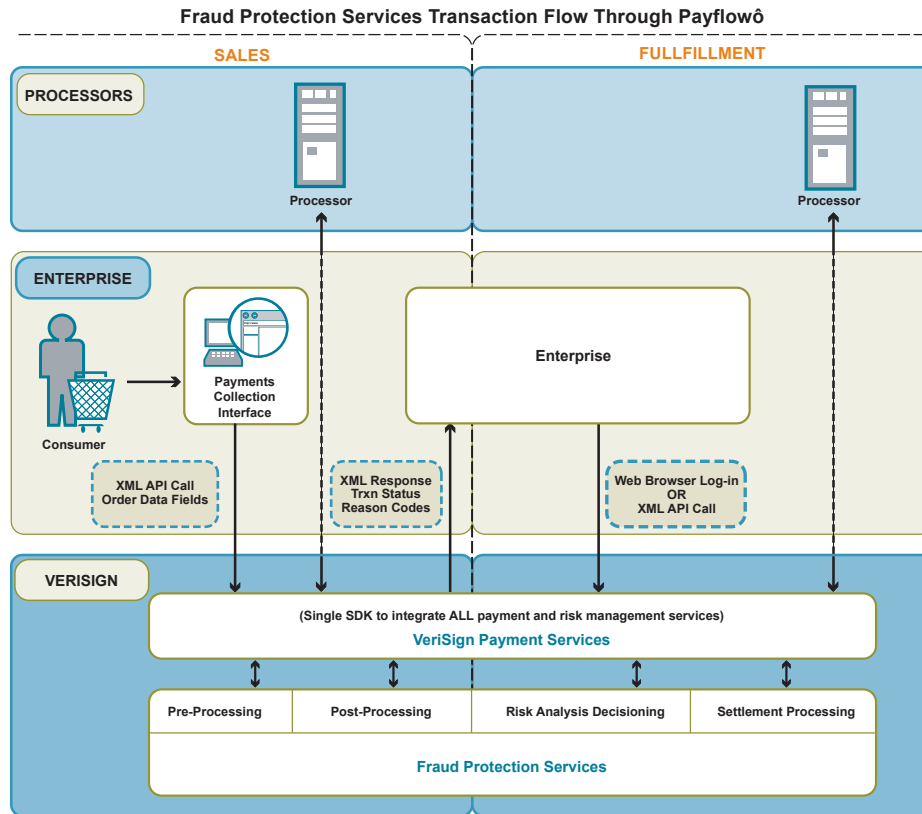 Fraud Protection Services Transaction Flow Through Payflowô
SALES
FULLFILLMENT
PROCESSORS
Processor
Processor
ENTERPRISE
Consumer
Payments
Collection
Interface
Enterprise
XML API Call
Order Data Fields
XML Response
Trxn Status
Reason Codes
Web Browser Log-in
OR
XML API Call
VERISIGN
(Single SDK to integrate ALL payment and risk management services)
VeriSign Payment Services
Pre-Processing
Post-Processing
Risk Analysis Decisioning
Settlement Processing
Fraud Protection Services